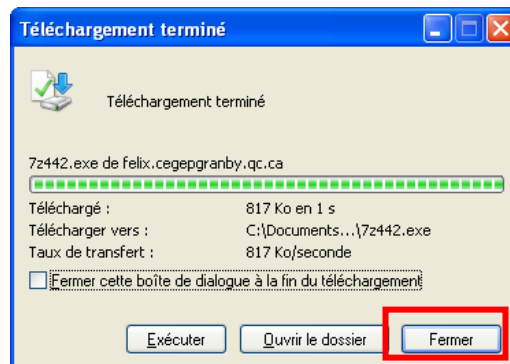 Téléchargement terminé
Téléchargement terminé
7z442.exe de felix.cegepgranby.qc.ca
Téléchargé : 817 Ko en 1 s
Télécharger vers : C:\Documents...\7z442.exe
Taux de transfert : 817 Ko/seconde
Fermer cette boîte de dialogue à la fin du téléchargement
Exécuter Ouvrir le dossier Fermer